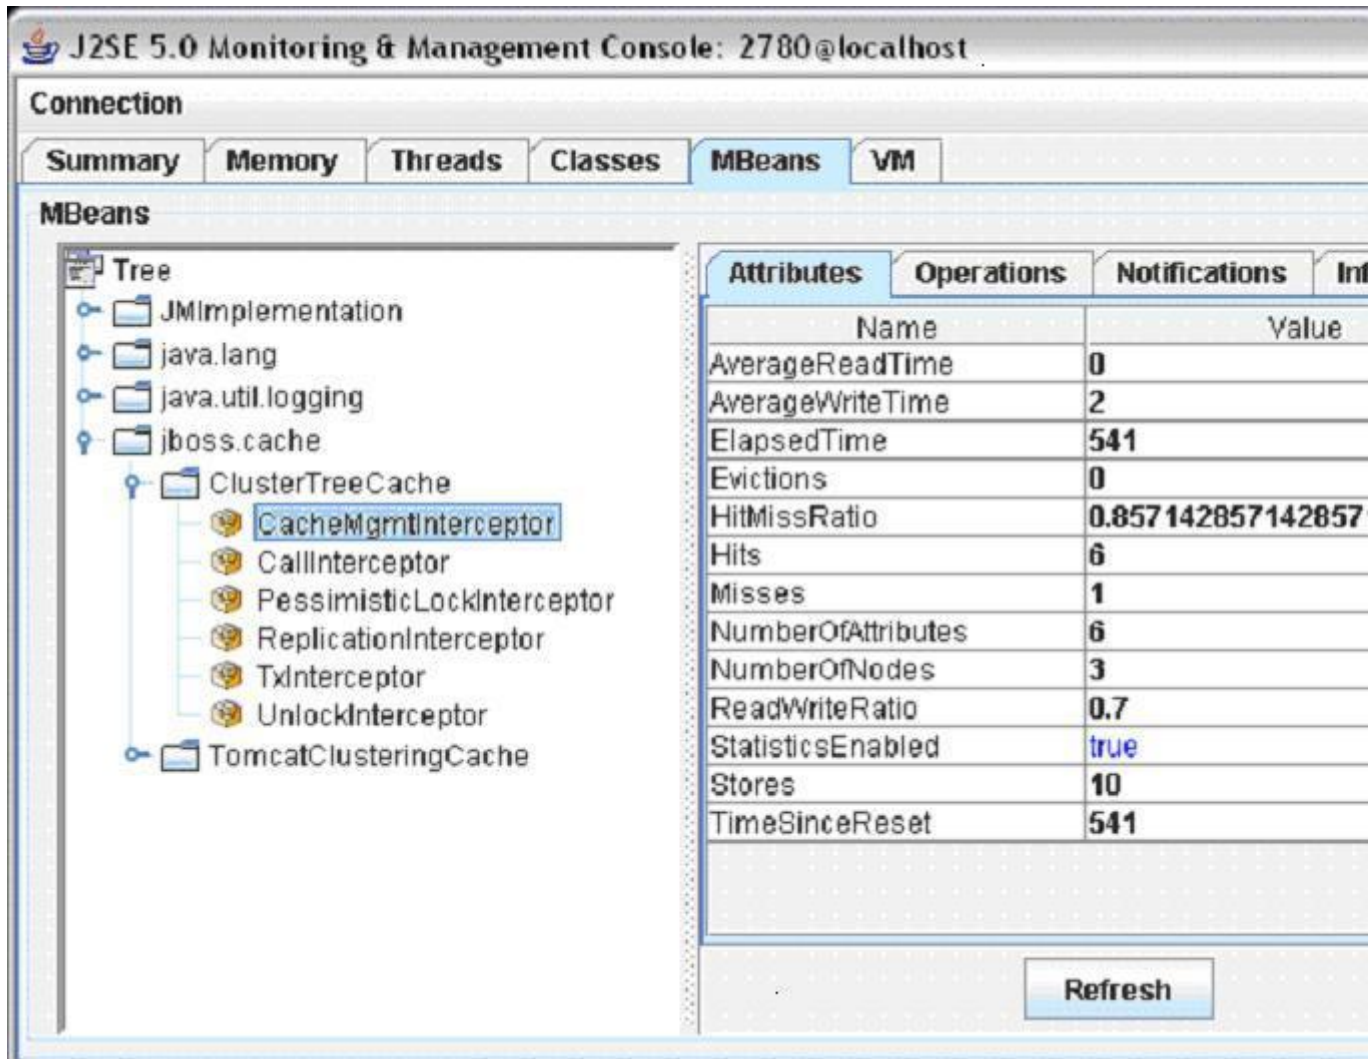 J2SE 5.0 Monitoring & Management Console: 2780@localhost
Connection
Summary Memory Threads Classes MBeans VM
MBeans
Tree
JMImplementation
java.lang
java.util.logging
jboss.cache
ClusterTreeCache
CacheMgmtInterceptor
CallInterceptor
PessimisticLockInterceptor
ReplicationInterceptor
TxInterceptor
UnlockInterceptor
TomcatClusteringCache
Attributes Operations Notifications Inf
Name Value
AverageReadTime 0
AverageWriteTime 2
ElapsedTime 541
Evictions 0
HitMissRatio 0.857142857142857
Hits 6
Misses 1
NumberOfAttributes 6
NumberOfNodes 3
ReadWriteRatio 0.7
StatisticsEnabled true
Stores 10
TimeSinceReset 541
Refresh